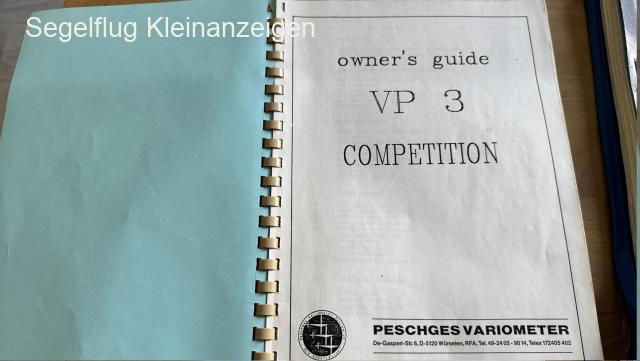 Segelflug Kleinanzeigen
owner's guide
VP 3
COMPETITION
PESCHGES VARIOMETER
De-Gasperi-Str. 6, D-5120 Würselen, RFA, Tel. 49-24 05 - 90 14, Telex 172405 402